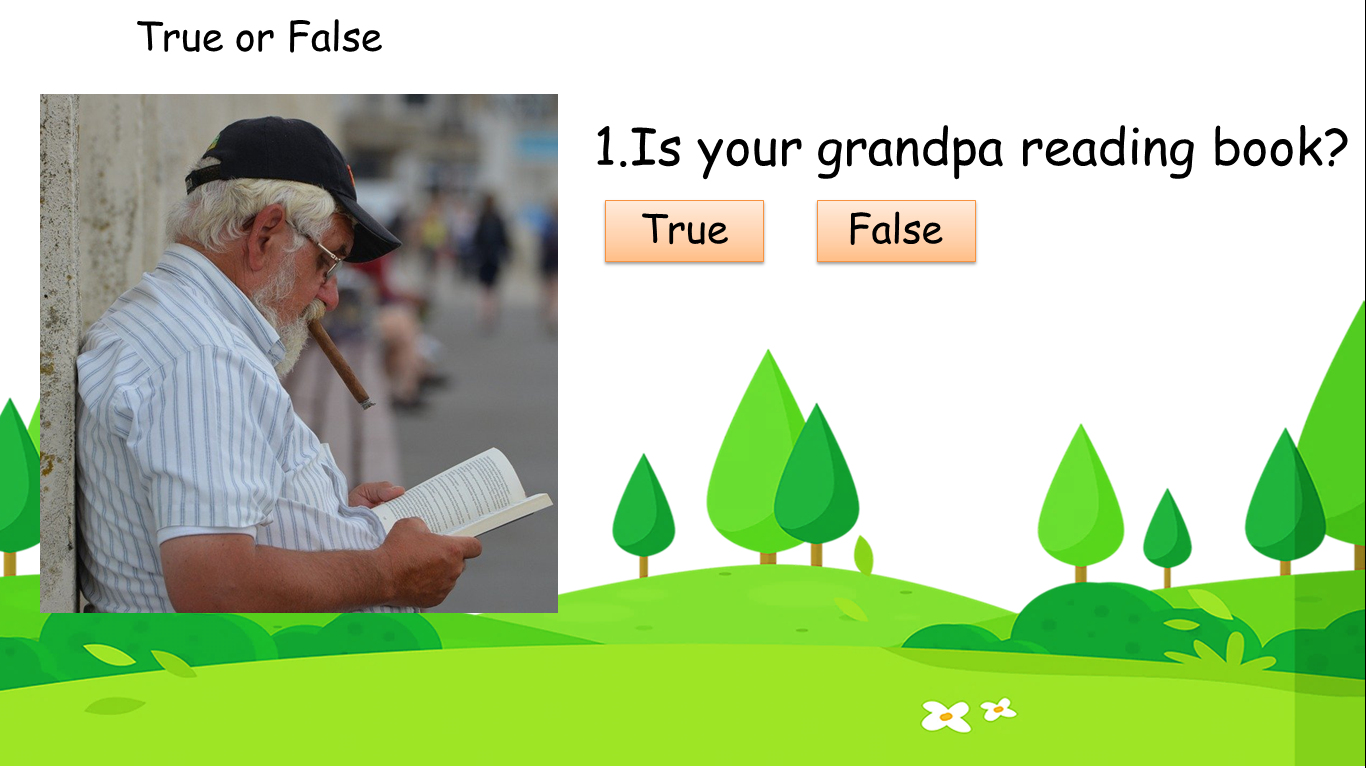 True or False
1.Is your grandpa reading book?
True
False